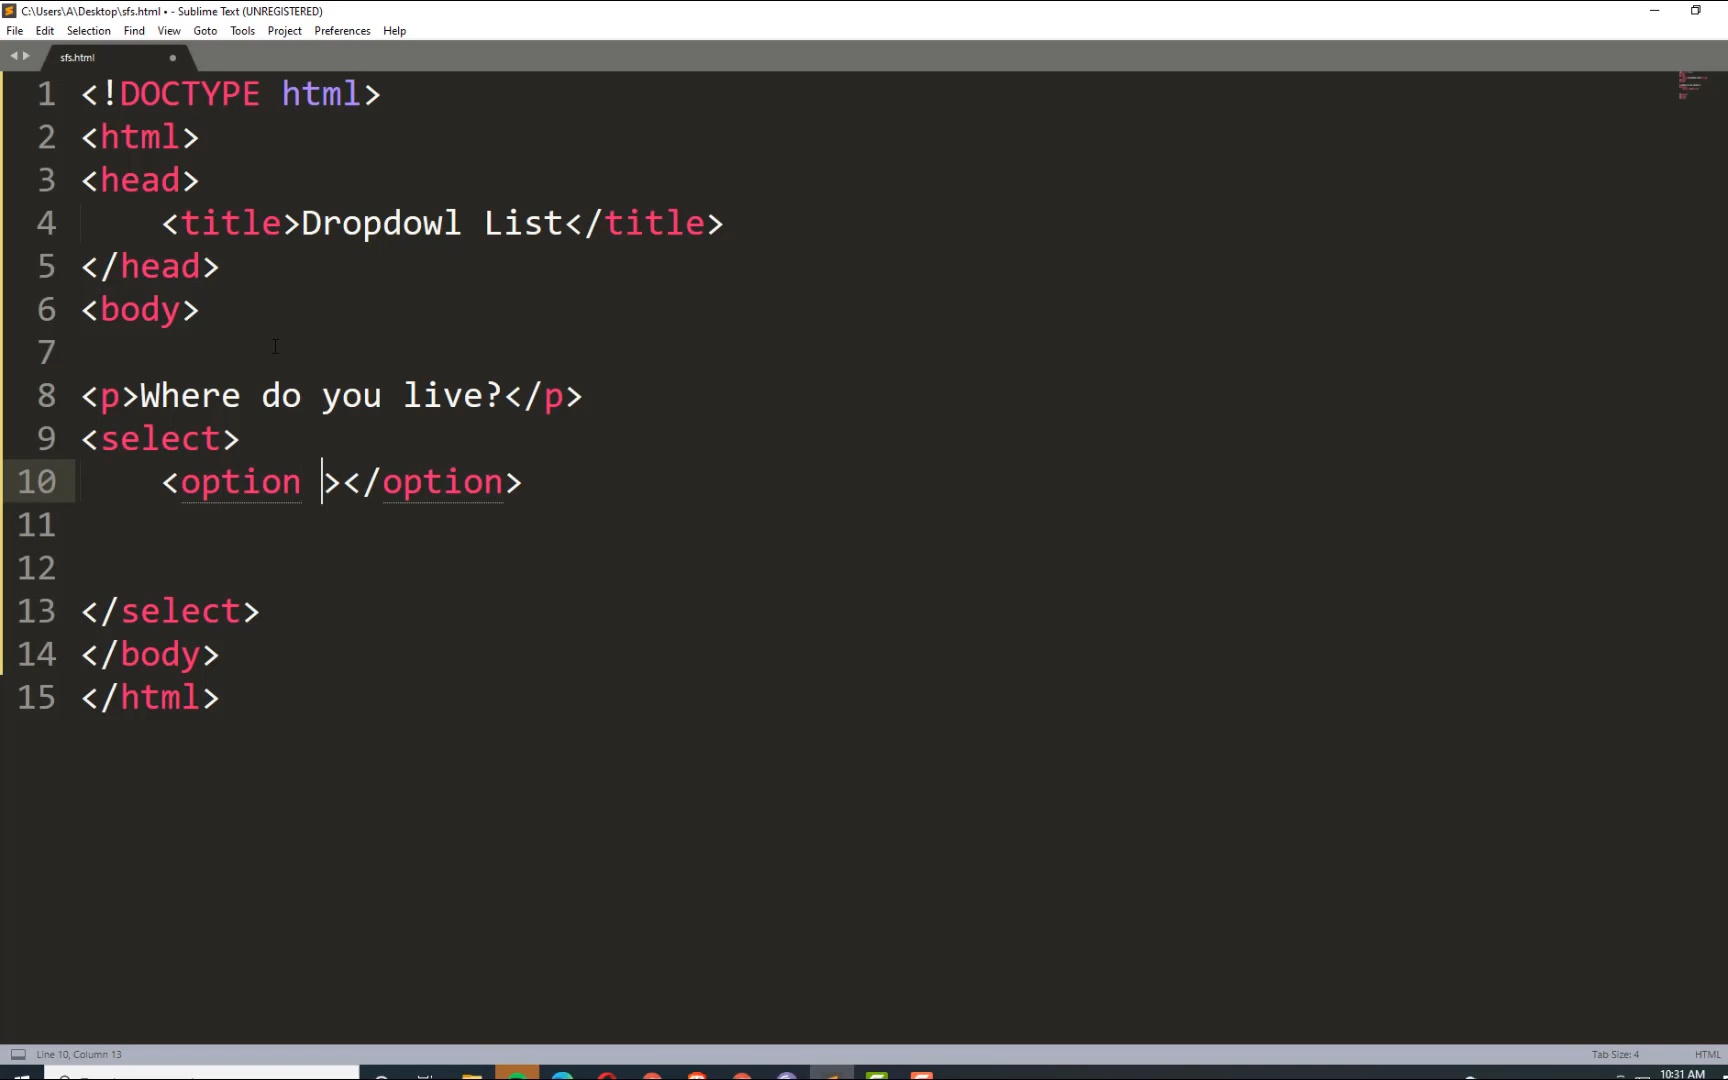 C:\Users\A\Desktop\sfs.html • - Sublime Text (UNREGISTERED)
File Edit Selection Find View Goto Tools Project Preferences Help
sfs.html
1 <!DOCTYPE html>
2 <html>
3 <head>
4 <title>Dropdowl List</title>
5 </head>
6 <body>
7
8 <p>Where do you live?</p>
9 <select>
10 <option ></option>
11
12
13 </select>
14 </body>
15 </html>
Line 10, Column 13 Tab Size: 4 HTML
10:31 AM